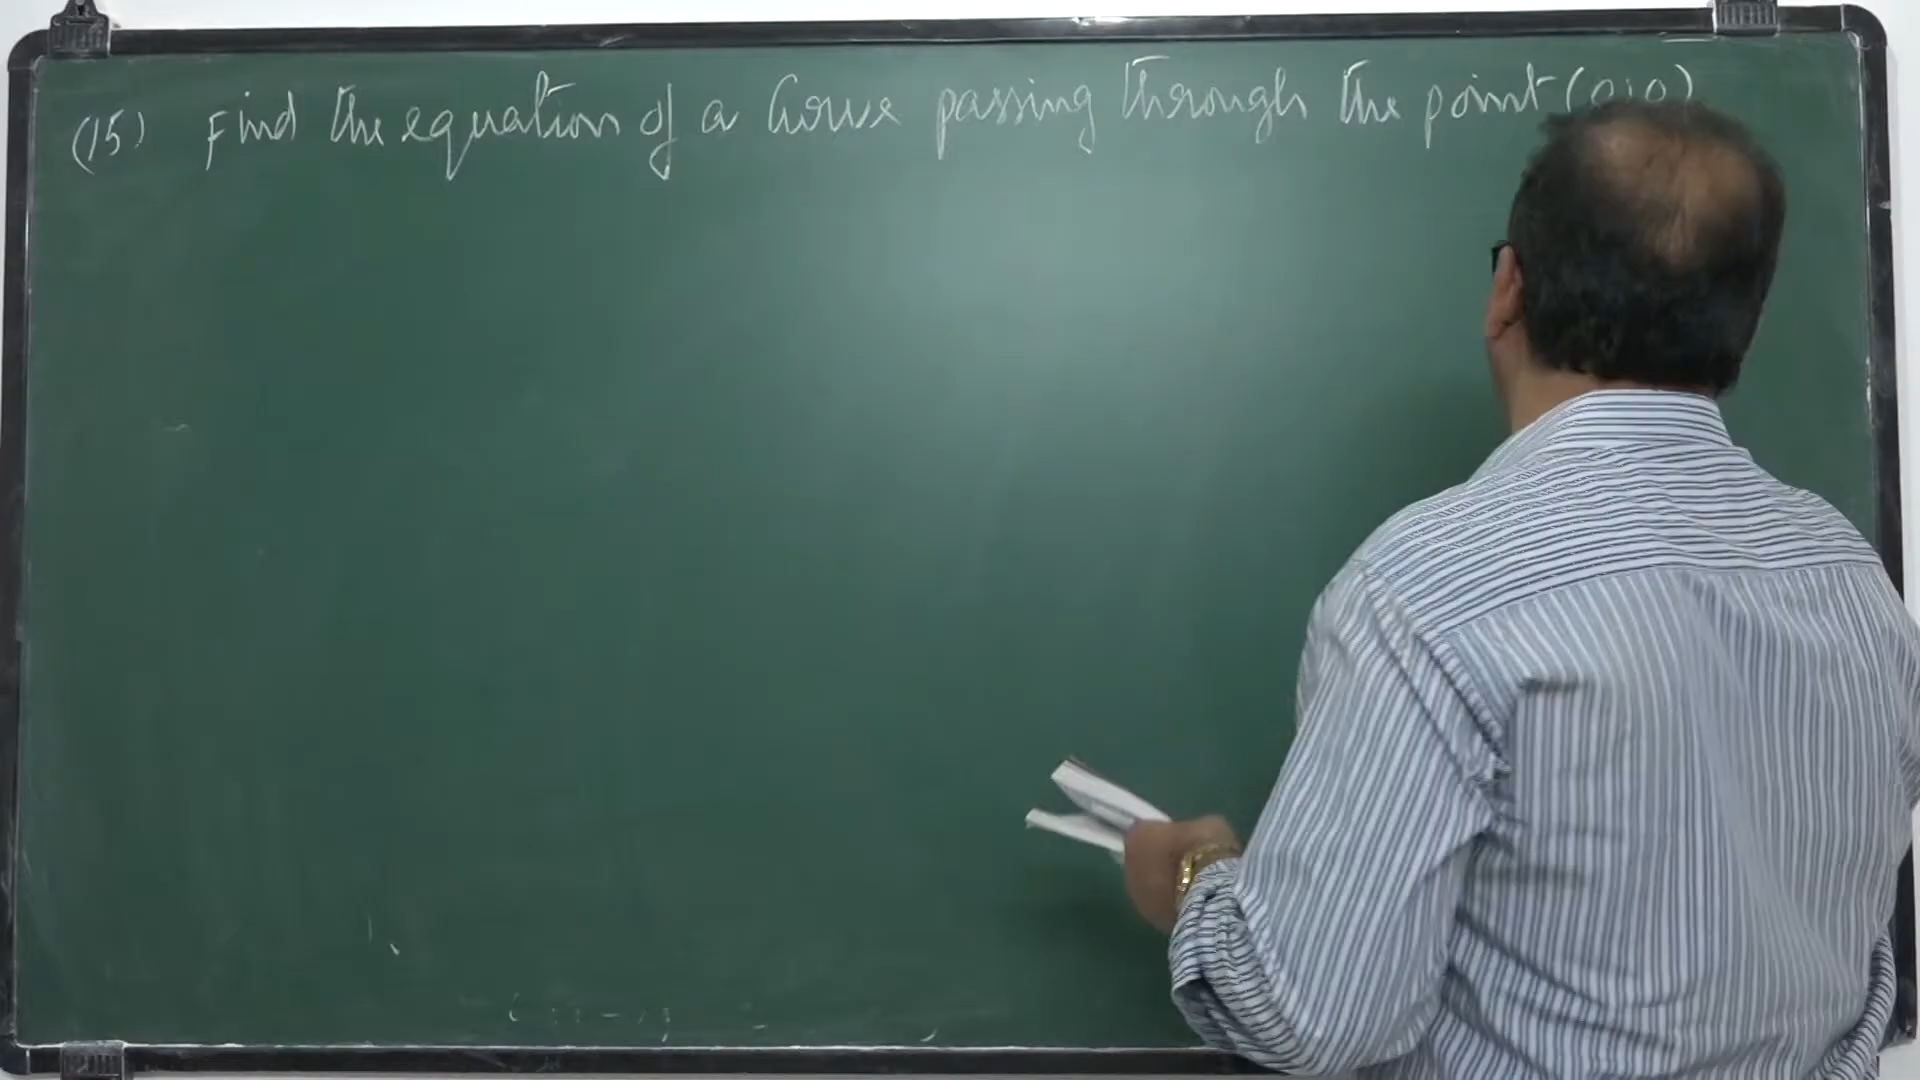 (15) Find the equation of a curve passing through the point (0,0)